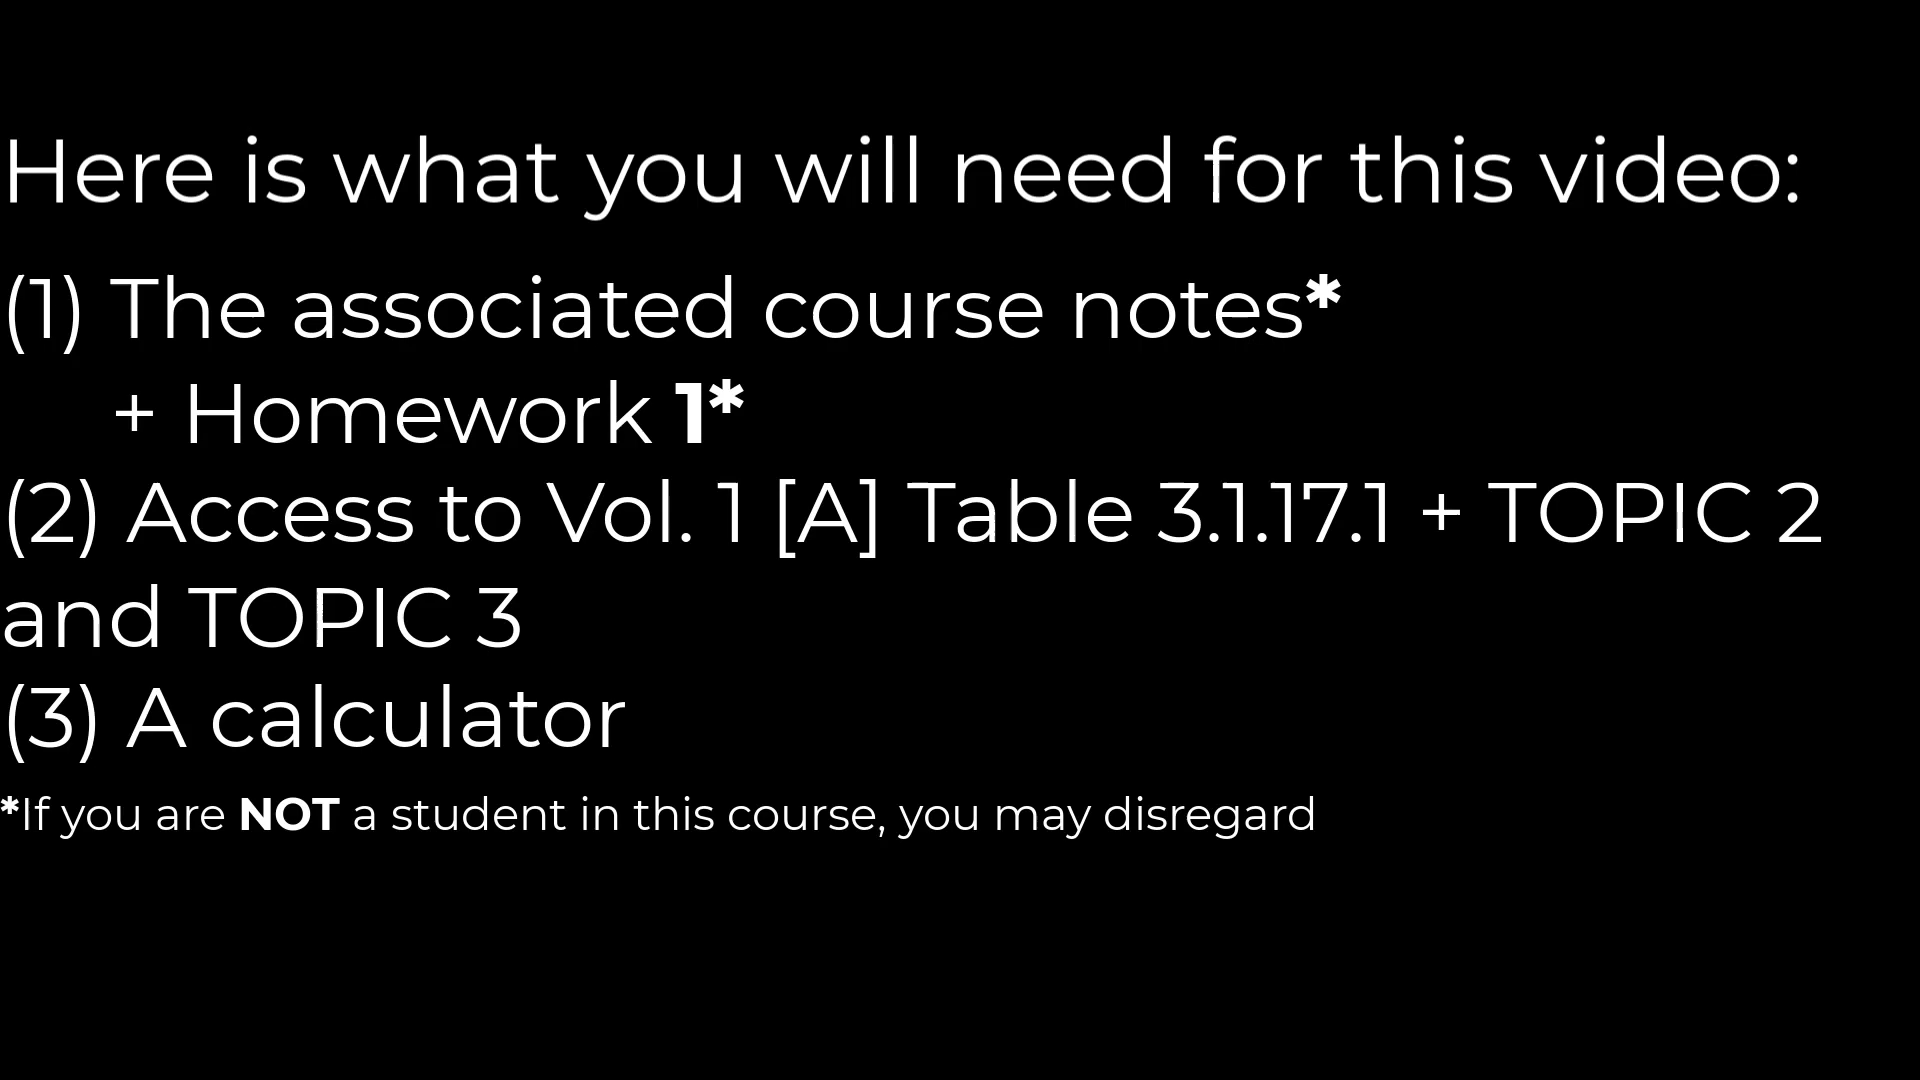 Here is what you will need for this video:
(1) The associated course notes*
+ Homework 1*
(2) Access to Vol. 1 [A] Table 3.1.17.1 + TOPIC 2
and TOPIC 3
(3) A calculator
*If you are NOT a student in this course, you may disregard